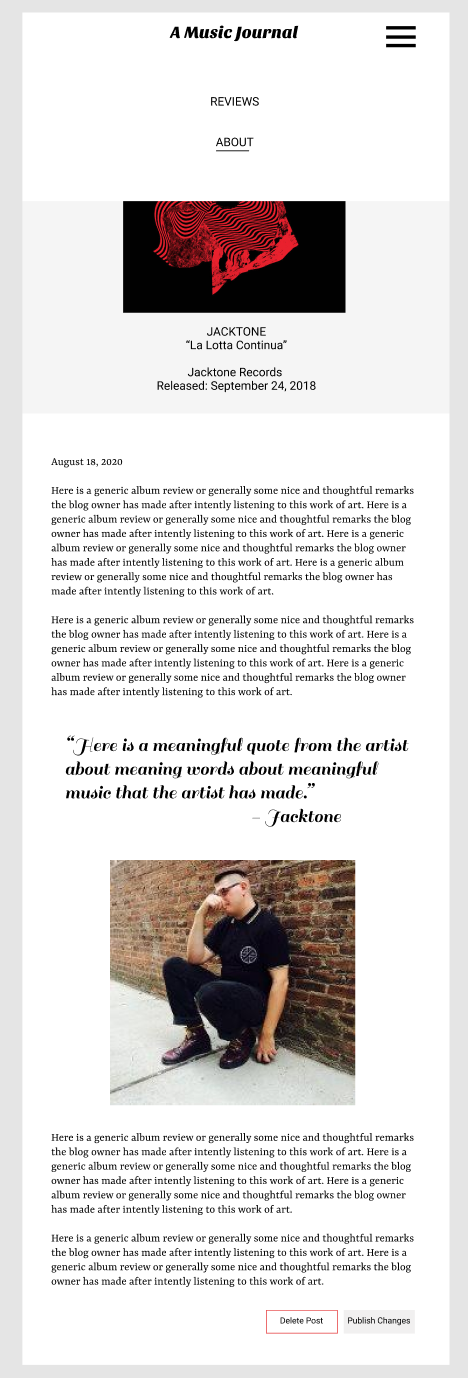 A Music Journal
REVIEWS
ABOUT
JACKTONE
“La Lotta Continua”
Jacktone Records
Released: September 24, 2018
August 18, 2020
Here is a generic album review or generally some nice and thoughtful remarks
the blog owner has made after intently listening to this work of art. Here is a
generic album review or generally some nice and thoughtful remarks the blog
owner has made after intently listening to this work of art. Here is a generic
album review or generally some nice and thoughtful remarks the blog owner
has made after intently listening to this work of art. Here is a generic album
review or generally some nice and thoughtful remarks the blog owner has
made after intently listening to this work of art.
Here is a generic album review or generally some nice and thoughtful remarks
the blog owner has made after intently listening to this work of art. Here is a
generic album review or generally some nice and thoughtful remarks the blog
owner has made after intently listening to this work of art. Here is a generic
album review or generally some nice and thoughtful remarks the blog owner
has made after intently listening to this work of art.
“Here is a meaningful quote from the artist
about meaning words about meaningful
music that the artist has made.”
– Jacktone
Here is a generic album review or generally some nice and thoughtful remarks
the blog owner has made after intently listening to this work of art. Here is a
generic album review or generally some nice and thoughtful remarks the blog
owner has made after intently listening to this work of art. Here is a generic
album review or generally some nice and thoughtful remarks the blog owner
has made after intently listening to this work of art.
Here is a generic album review or generally some nice and thoughtful remarks
the blog owner has made after intently listening to this work of art. Here is a
generic album review or generally some nice and thoughtful remarks the blog
owner has made after intently listening to this work of art.
Delete Post
Publish Changes